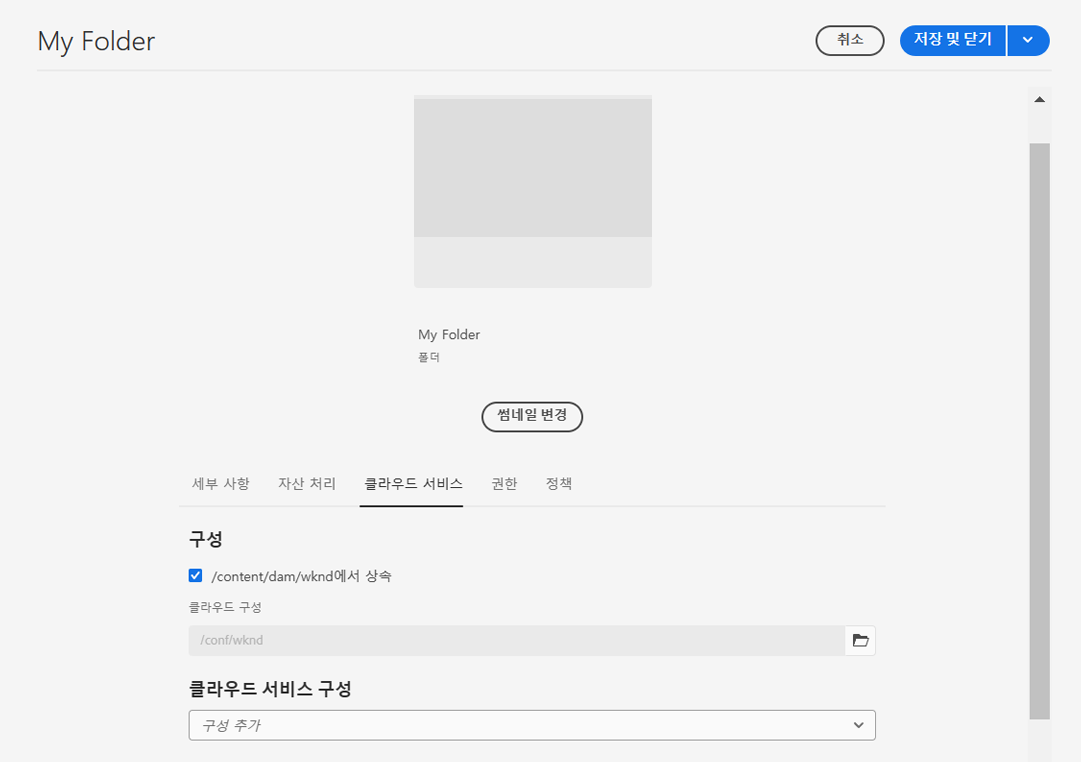 My Folder
취소
저장 및 닫기
My Folder
폴더
썸네일 변경
세부 사항 자산 처리 클라우드 서비스 권한 정책
구성
/content/dam/wknd에서 상속
클라우드 구성
/conf/wknd
클라우드 서비스 구성
구성 추가